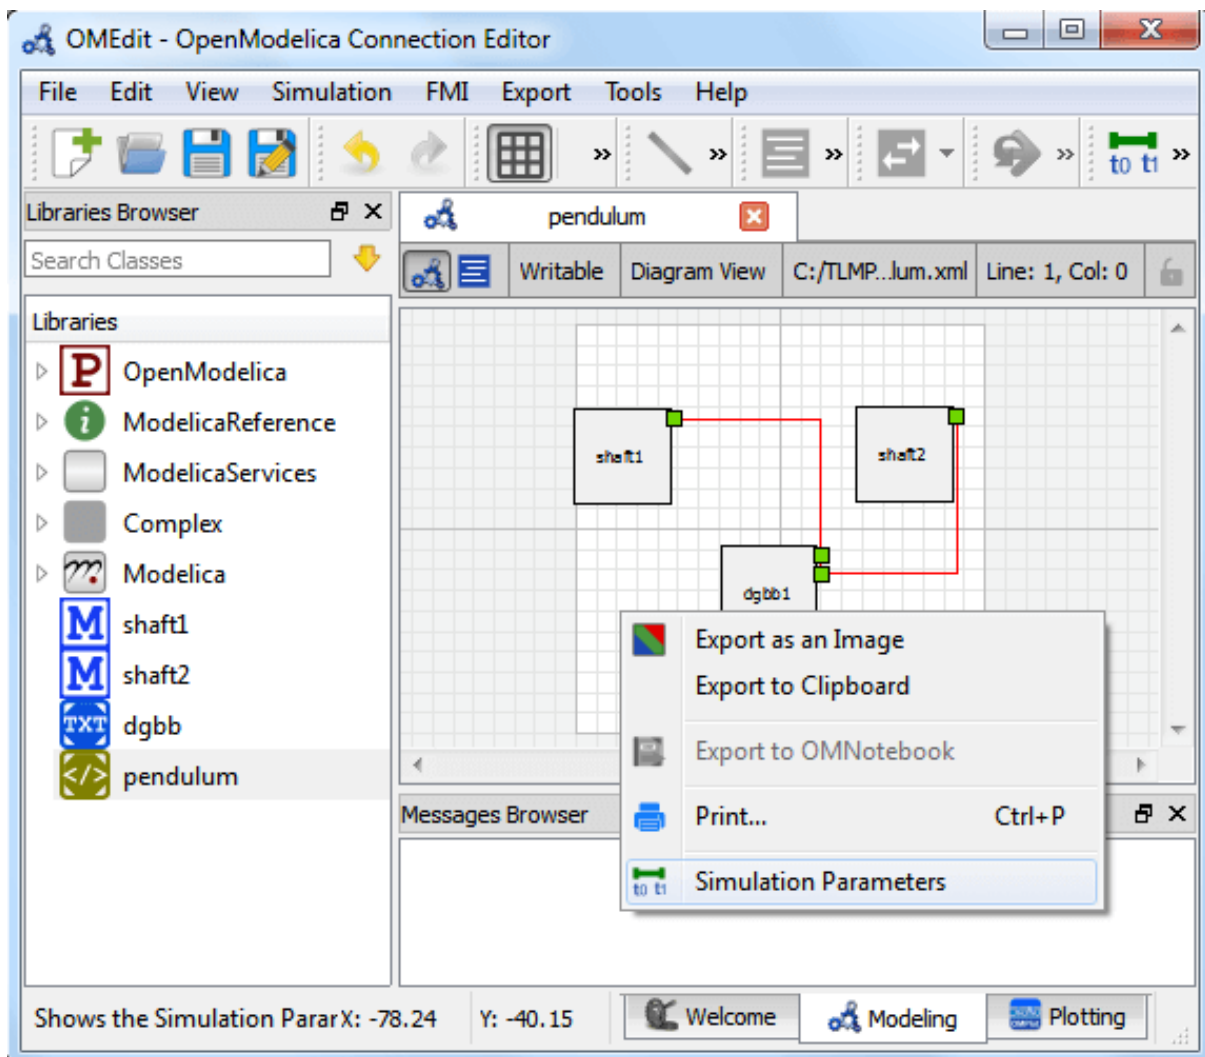 OMEdit - OpenModelica Connection Editor
File Edit View Simulation FMI Export Tools Help
t0 t1
Libraries Browser
pendulum
Search Classes
Writable Diagram View C:/TLMP...lum.xml Line: 1, Col: 0
Libraries
P OpenModelica
i ModelicaReference
ModelicaServices
Complex
m Modelica
M shaft1
M shaft2
TXT dgbb
</> pendulum
shaft1
shaft2
dgbb1
Export as an Image
Export to Clipboard
Export to OMNotebook
Print... Ctrl+P
t0 t1 Simulation Parameters
Messages Browser
Shows the Simulation Parar X: -78.24 Y: -40.15
Welcome Modeling Plotting